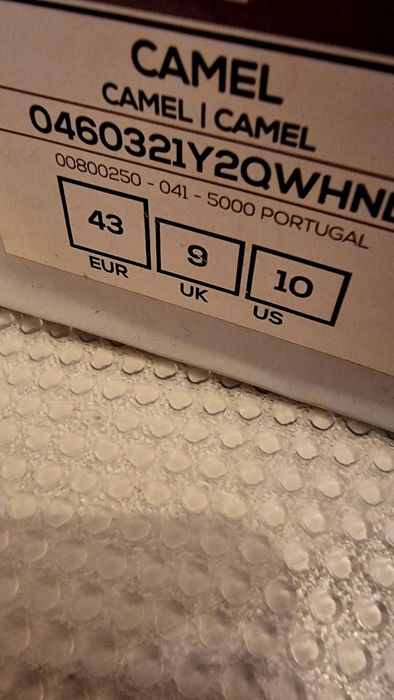 CAMEL
CAMEL | CAMEL
0460321Y2QWHN
00800250 - 041 - 5000 PORTUGAL
43 9 10
EUR UK US